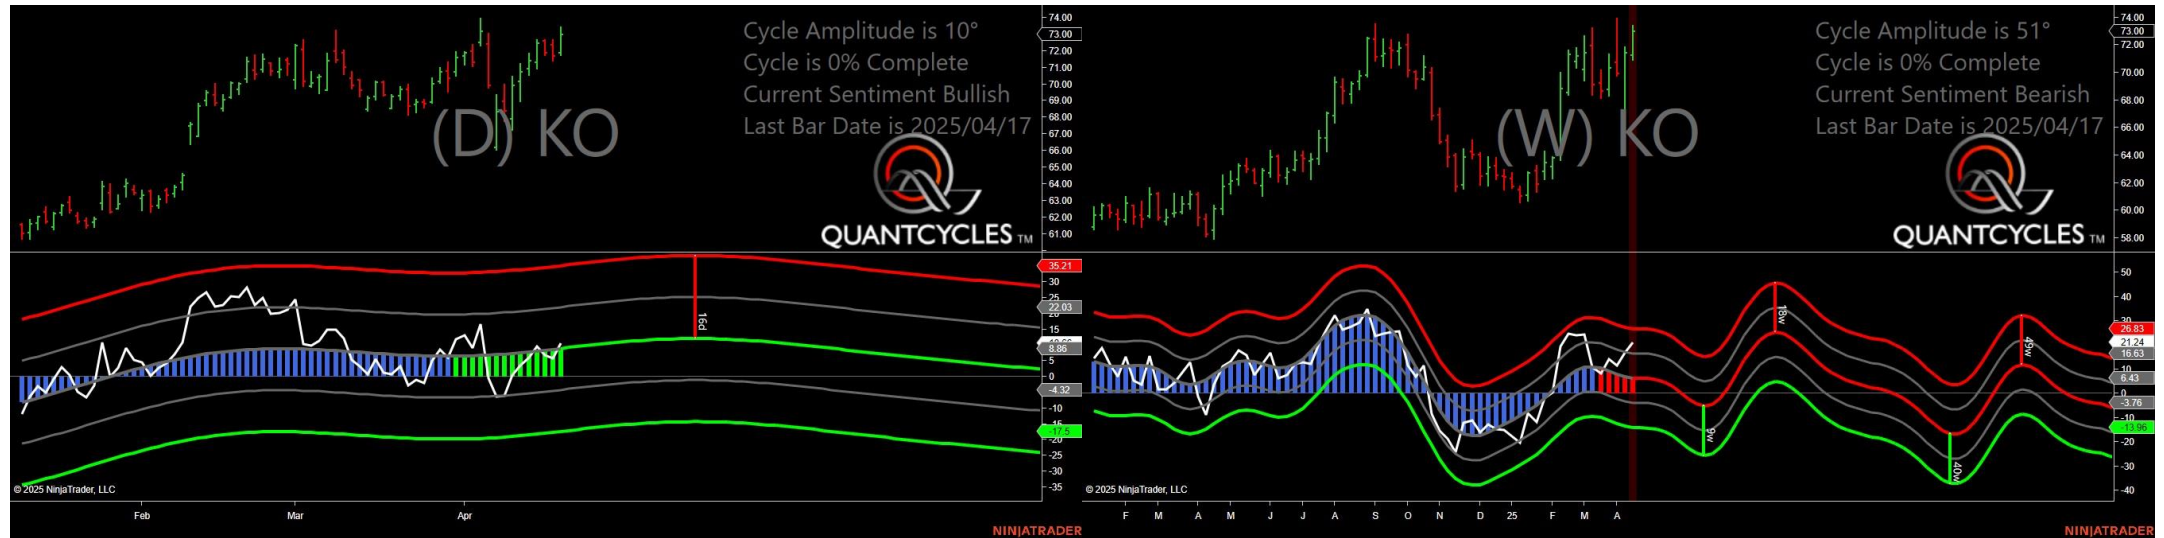 Cycle Amplitude is 10°
Cycle is 0% Complete
Current Sentiment Bullish
Last Bar Date is 2025/04/17
(D) KO
QUANTCYCLES TM
74.00
73.00
72.00
71.00
70.00
69.00
68.00
67.00
66.00
65.00
64.00
63.00
62.00
61.00
35.21
30
25
22.03
20
15
8.86
5
0
-4.32
-10
-15
-17.5
-20
-25
-30
-35
16d
© 2025 NinjaTrader, LLC
Feb Mar Apr
NINJATRADER
Cycle Amplitude is 51°
Cycle is 0% Complete
Current Sentiment Bearish
Last Bar Date is 2025/04/17
(W) KO
QUANTCYCLES TM
74.00
73.00
72.00
70.00
68.00
66.00
64.00
62.00
60.00
58.00
50
40
30
26.83
21.24
16.63
10
6.43
0
-3.76
-10
-13.96
-20
-30
-40
9w
18w
40w
49w
© 2025 NinjaTrader, LLC
F M A M J J A S O N D 25 F M A
NINJATRADER